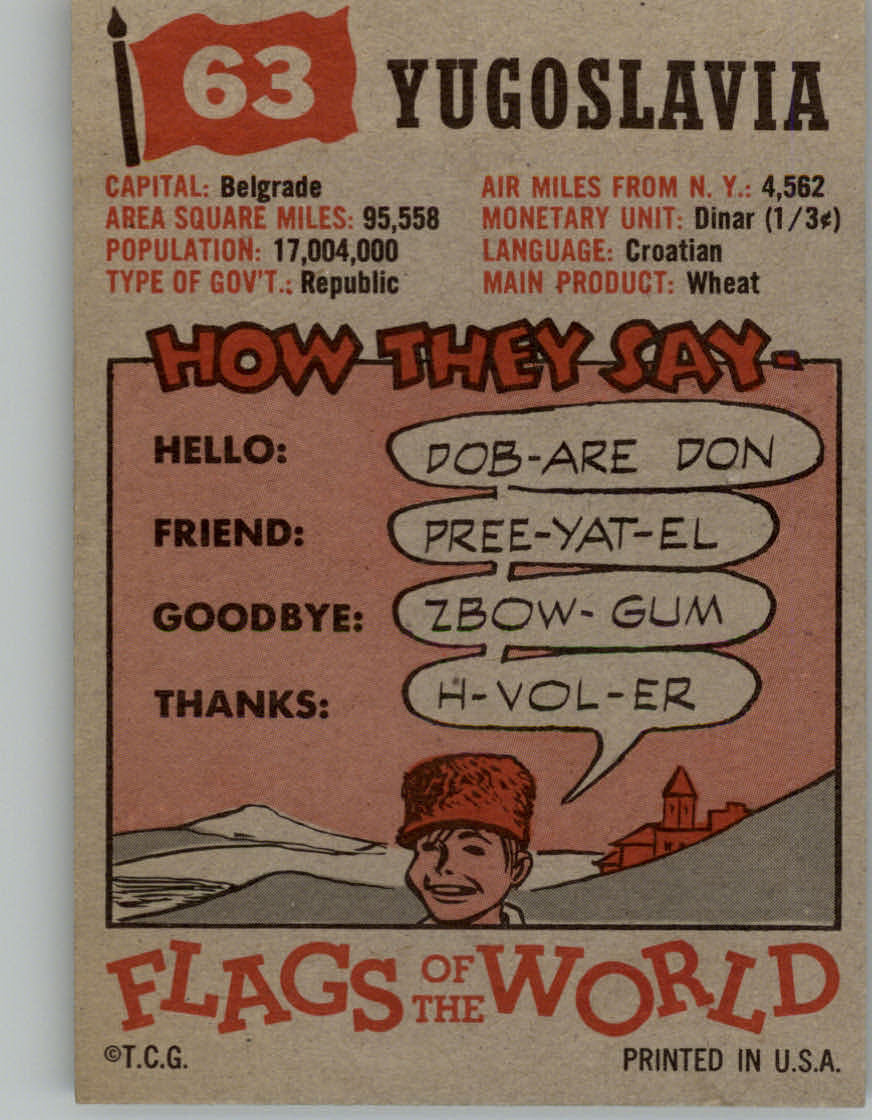 63 YUGOSLAVIA
CAPITAL: Belgrade
AREA SQUARE MILES: 95,558
POPULATION: 17,004,000
TYPE OF GOV'T.: Republic
AIR MILES FROM N. Y.: 4,562
MONETARY UNIT: Dinar (1/3¢)
LANGUAGE: Croatian
MAIN PRODUCT: Wheat
HOW THEY SAY-
HELLO: DOB-ARE DON
FRIEND: PREE-YAT-EL
GOODBYE: ZBOW-GUM
THANKS: H-VOL-ER
FLAGS OF THE WORLD
©T.C.G. PRINTED IN U.S.A.